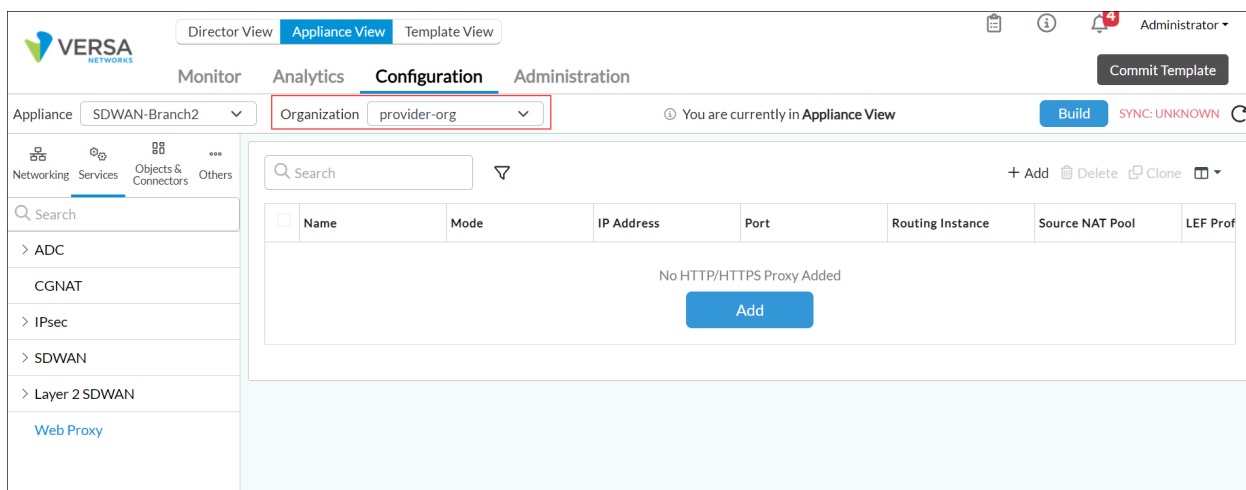 Director View Appliance View Template View 4 Administrator
VERSA
NETWORKS
Monitor Analytics Configuration Administration Commit Template
Appliance SDWAN-Branch2 Organization provider-org You are currently in Appliance View Build SYNC: UNKNOWN
Networking Services Objects & Connectors Others
Search
Search + Add Delete Clone
Name Mode IP Address Port Routing Instance Source NAT Pool LEF Prof
ADC
CGNAT
IPsec
SDWAN
Layer 2 SDWAN
Web Proxy
No HTTP/HTTPS Proxy Added
Add